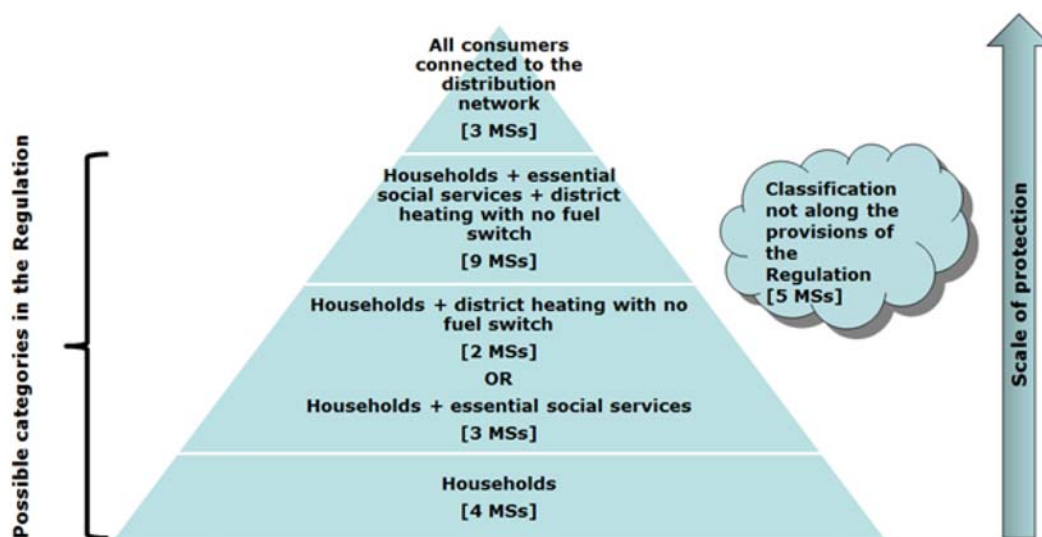 Possible categories in the Regulation
All consumers
connected to the
distribution
network
[3 MSs]
Households + essential
social services + district
heating with no fuel
switch
[9 MSs]
Households + district heating with no
fuel switch
[2 MSs]
OR
Households + essential social services
[3 MSs]
Households
[4 MSs]
Classification
not along the
provisions of
the
Regulation
[5 MSs]
Scale of protection